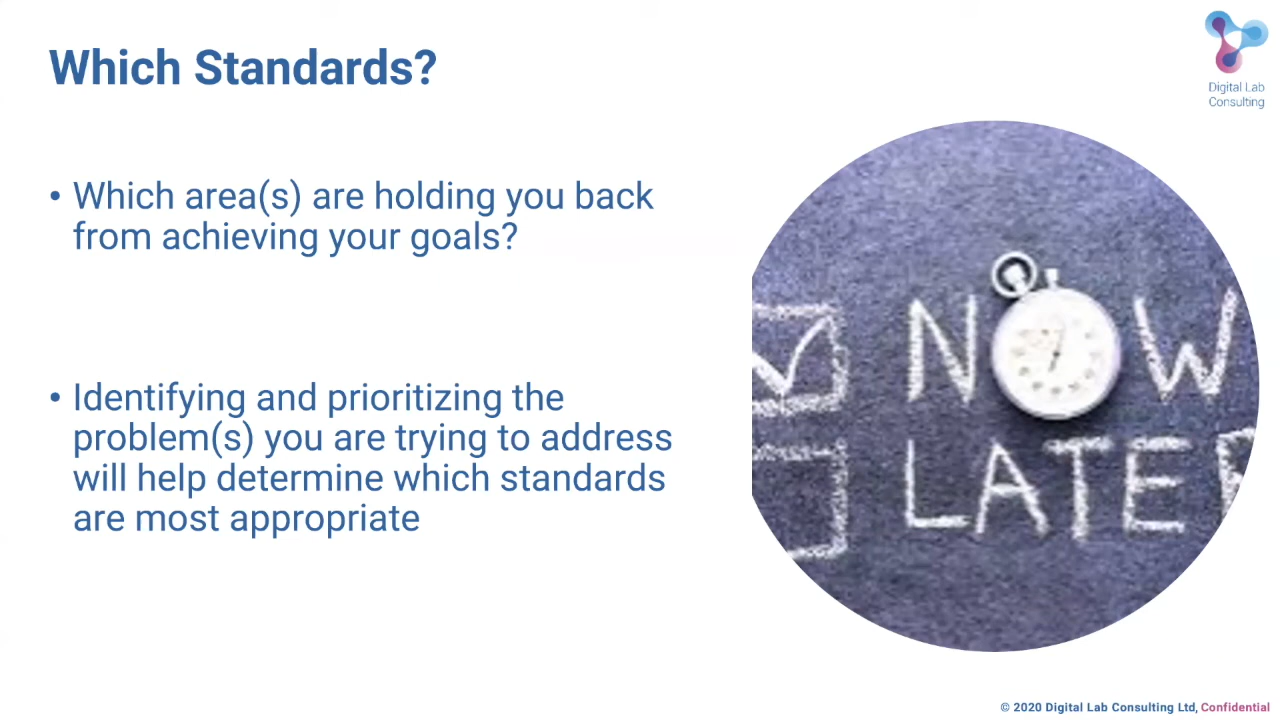 Which Standards?
Digital Lab
Consulting
• Which area(s) are holding you back
from achieving your goals?
• Identifying and prioritizing the
problem(s) you are trying to address
will help determine which standards
are most appropriate
NOW
LATER
© 2020 Digital Lab Consulting Ltd, Confidential